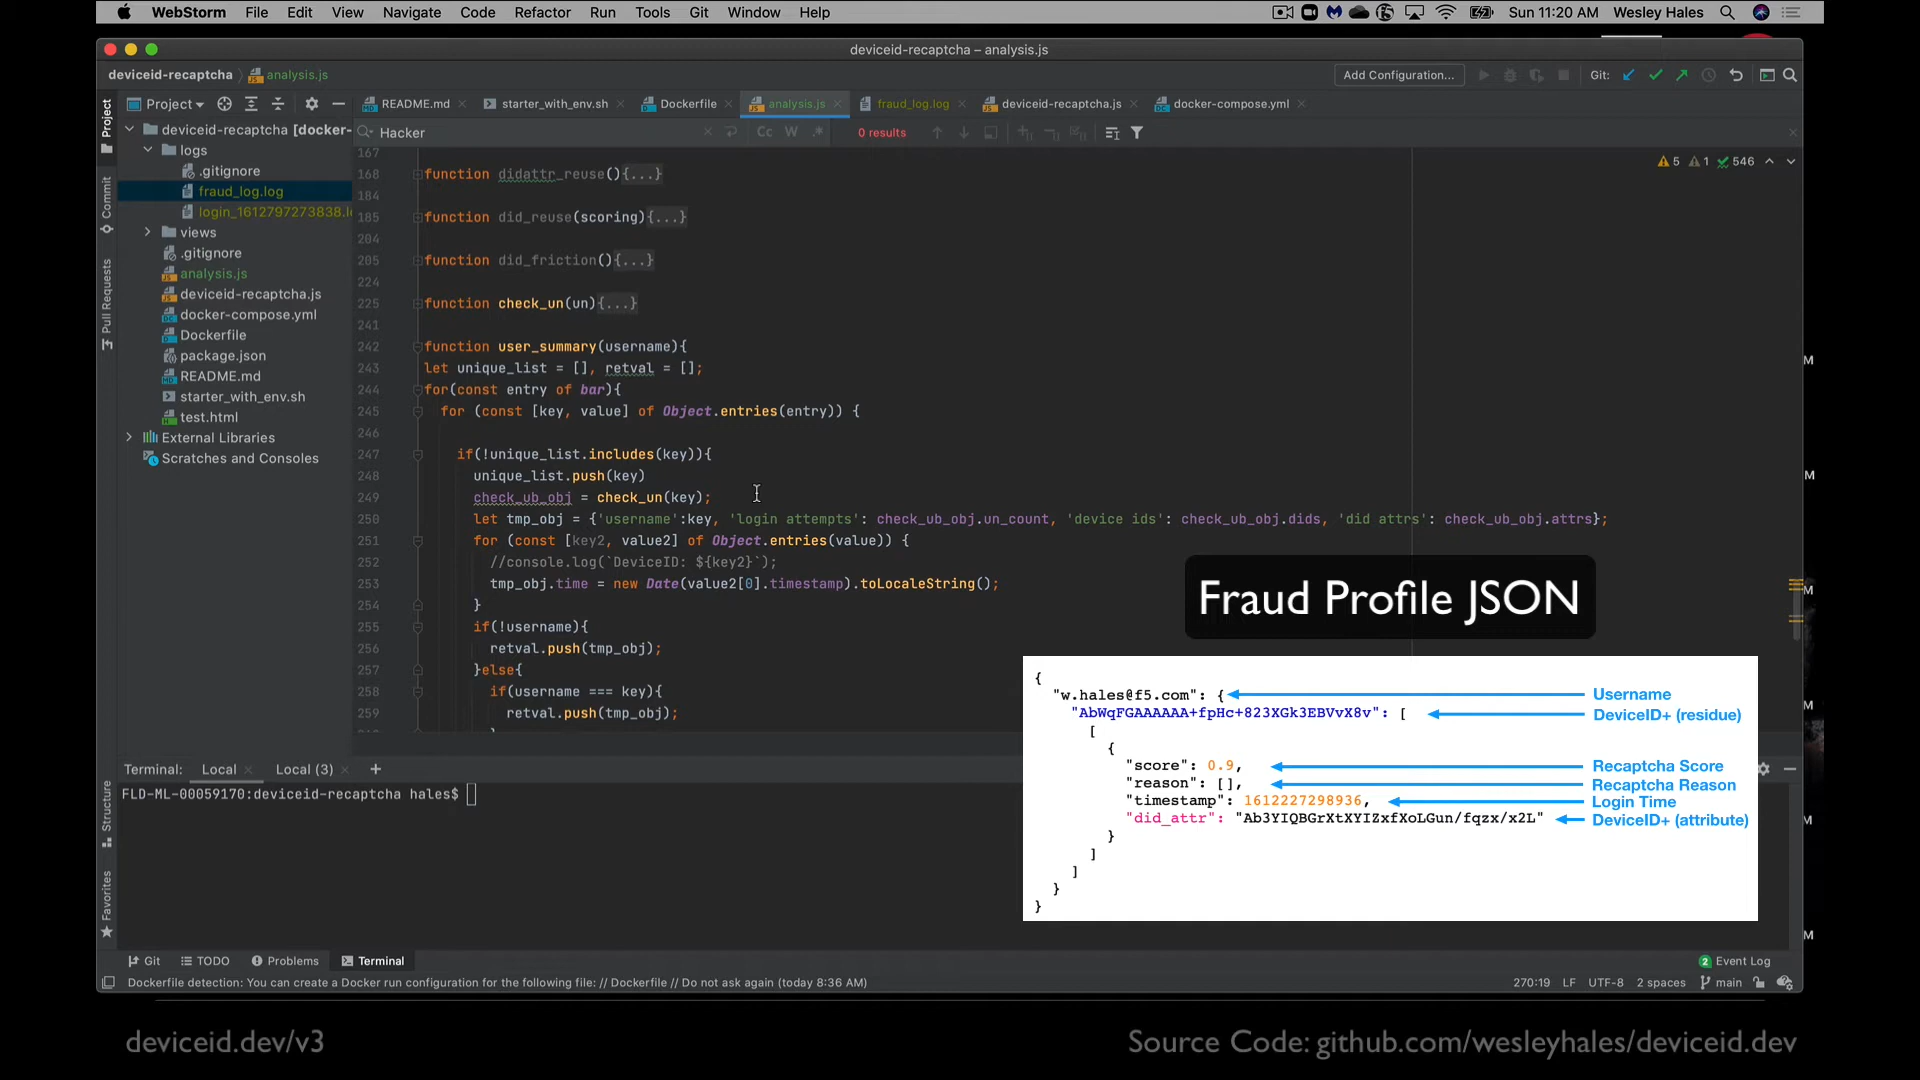 WebStorm File Edit View Navigate Code Refactor Run Tools Git Window Help
Sun 11:20 AM Wesley Hales
deviceid-recaptcha – analysis.js
deviceid-recaptcha analysis.js
Add Configuration...
Git:
Project
README.md
starter_with_env.sh
Dockerfile
analysis.js
fraud_log.log
deviceid-recaptcha.js
docker-compose.yml
Hacker
Cc W .*
0 results
5 1 546
Project
Commit
Pull Requests
Structure
Favorites
deviceid-recaptcha [docker-
logs
.gitignore
fraud_log.log
login_1612797273838.l
views
.gitignore
analysis.js
deviceid-recaptcha.js
docker-compose.yml
Dockerfile
package.json
README.md
starter_with_env.sh
test.html
External Libraries
Scratches and Consoles
167
168 function didattr_reuse(){...}
184
185 function did_reuse(scoring){...}
204
205 function did_friction(){...}
224
225 function check_un(un){...}
241
242 function user_summary(username){
243 let unique_list = [], retval = [];
244 for(const entry of bar){
245 for (const [key, value] of Object.entries(entry)) {
246
247 if(!unique_list.includes(key)){
248 unique_list.push(key)
249 check_ub_obj = check_un(key);
250 let tmp_obj = {'username':key, 'login attempts': check_ub_obj.un_count, 'device ids': check_ub_obj.dids, 'did attrs': check_ub_obj.attrs};
251 for (const [key2, value2] of Object.entries(value)) {
252 //console.log(`DeviceID: ${key2}`);
253 tmp_obj.time = new Date(value2[0].timestamp).toLocaleString();
254 }
255 if(!username){
256 retval.push(tmp_obj);
257 }else{
258 if(username === key){
259 retval.push(tmp_obj);
Fraud Profile JSON
{
"w.hales@f5.com": { Username
"AbWqFGAAAAAA+fpHc+823XGk3EBVvX8v": [ DeviceID+ (residue)
[
{
"score": 0.9, Recaptcha Score
"reason": [], Recaptcha Reason
"timestamp": 1612227298936, Login Time
"did_attr": "Ab3YIQBGrXtXYIZxfXoLGun/fqzx/x2L" DeviceID+ (attribute)
}
]
]
}
}
Terminal: Local Local (3) +
FLD-ML-00059170:deviceid-recaptcha hales$
M
M
M
M
M
M
Git TODO Problems Terminal
2 Event Log
Dockerfile detection: You can create a Docker run configuration for the following file: // Dockerfile // Do not ask again (today 8:36 AM)
270:19 LF UTF-8 2 spaces main
deviceid.dev/v3
Source Code: github.com/wesleyhales/deviceid.dev